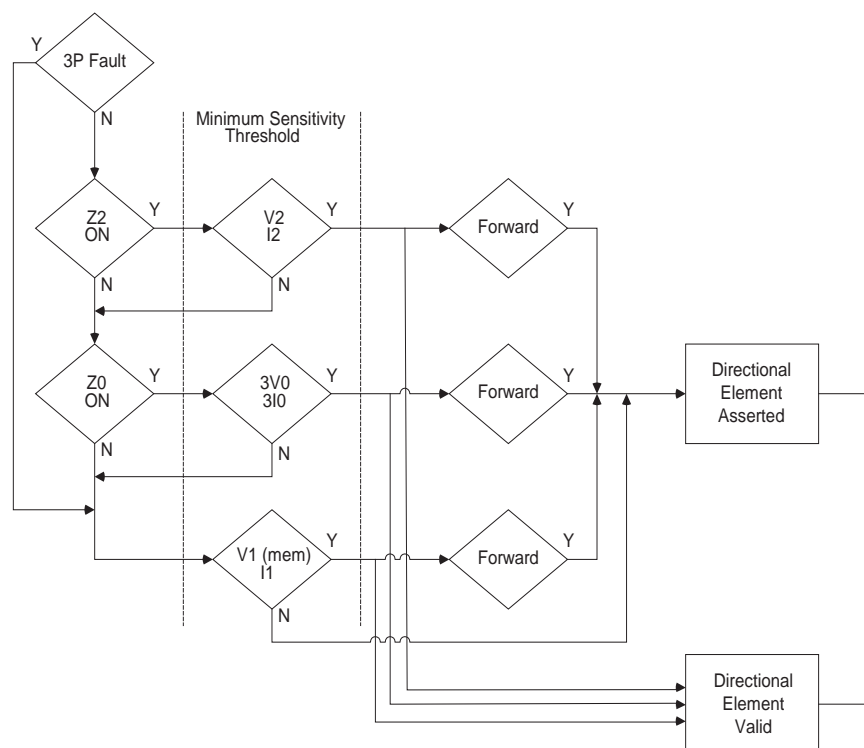 Y
3P Fault
N
Minimum Sensitivity
Threshold
Z2
ON
Y
V2
I2
Y
Forward
Y
N
N
Z0
ON
Y
3V0
3I0
Y
Forward
Y
Directional
Element
Asserted
N
N
V1 (mem)
I1
Y
Forward
Y
N
Directional
Element
Valid